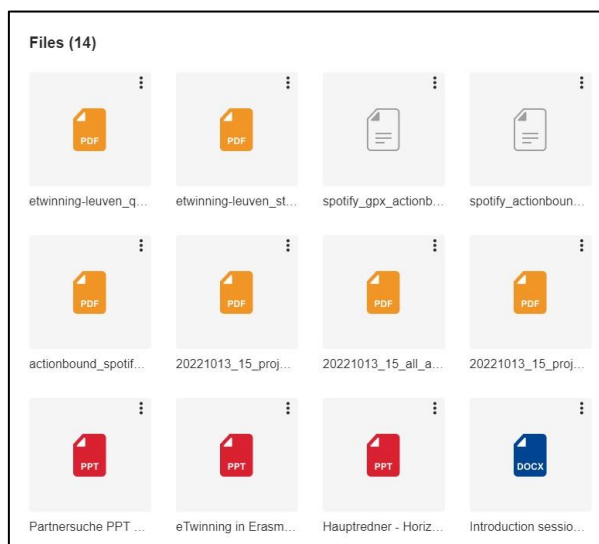 Files (14)
PDF PDF
etwinning-leuven_q... etwinning-leuven_st... spotify_gpx_actionb... spotify_actionboun...
PDF PDF PDF PDF
actionbound_spotif... 20221013_15_proj... 20221013_15_all_a... 20221013_15_proj...
PPT PPT PPT DOCX
Partnersuche PPT ... eTwinning in Erasm... Hauptredner - Horiz... Introduction sessio...